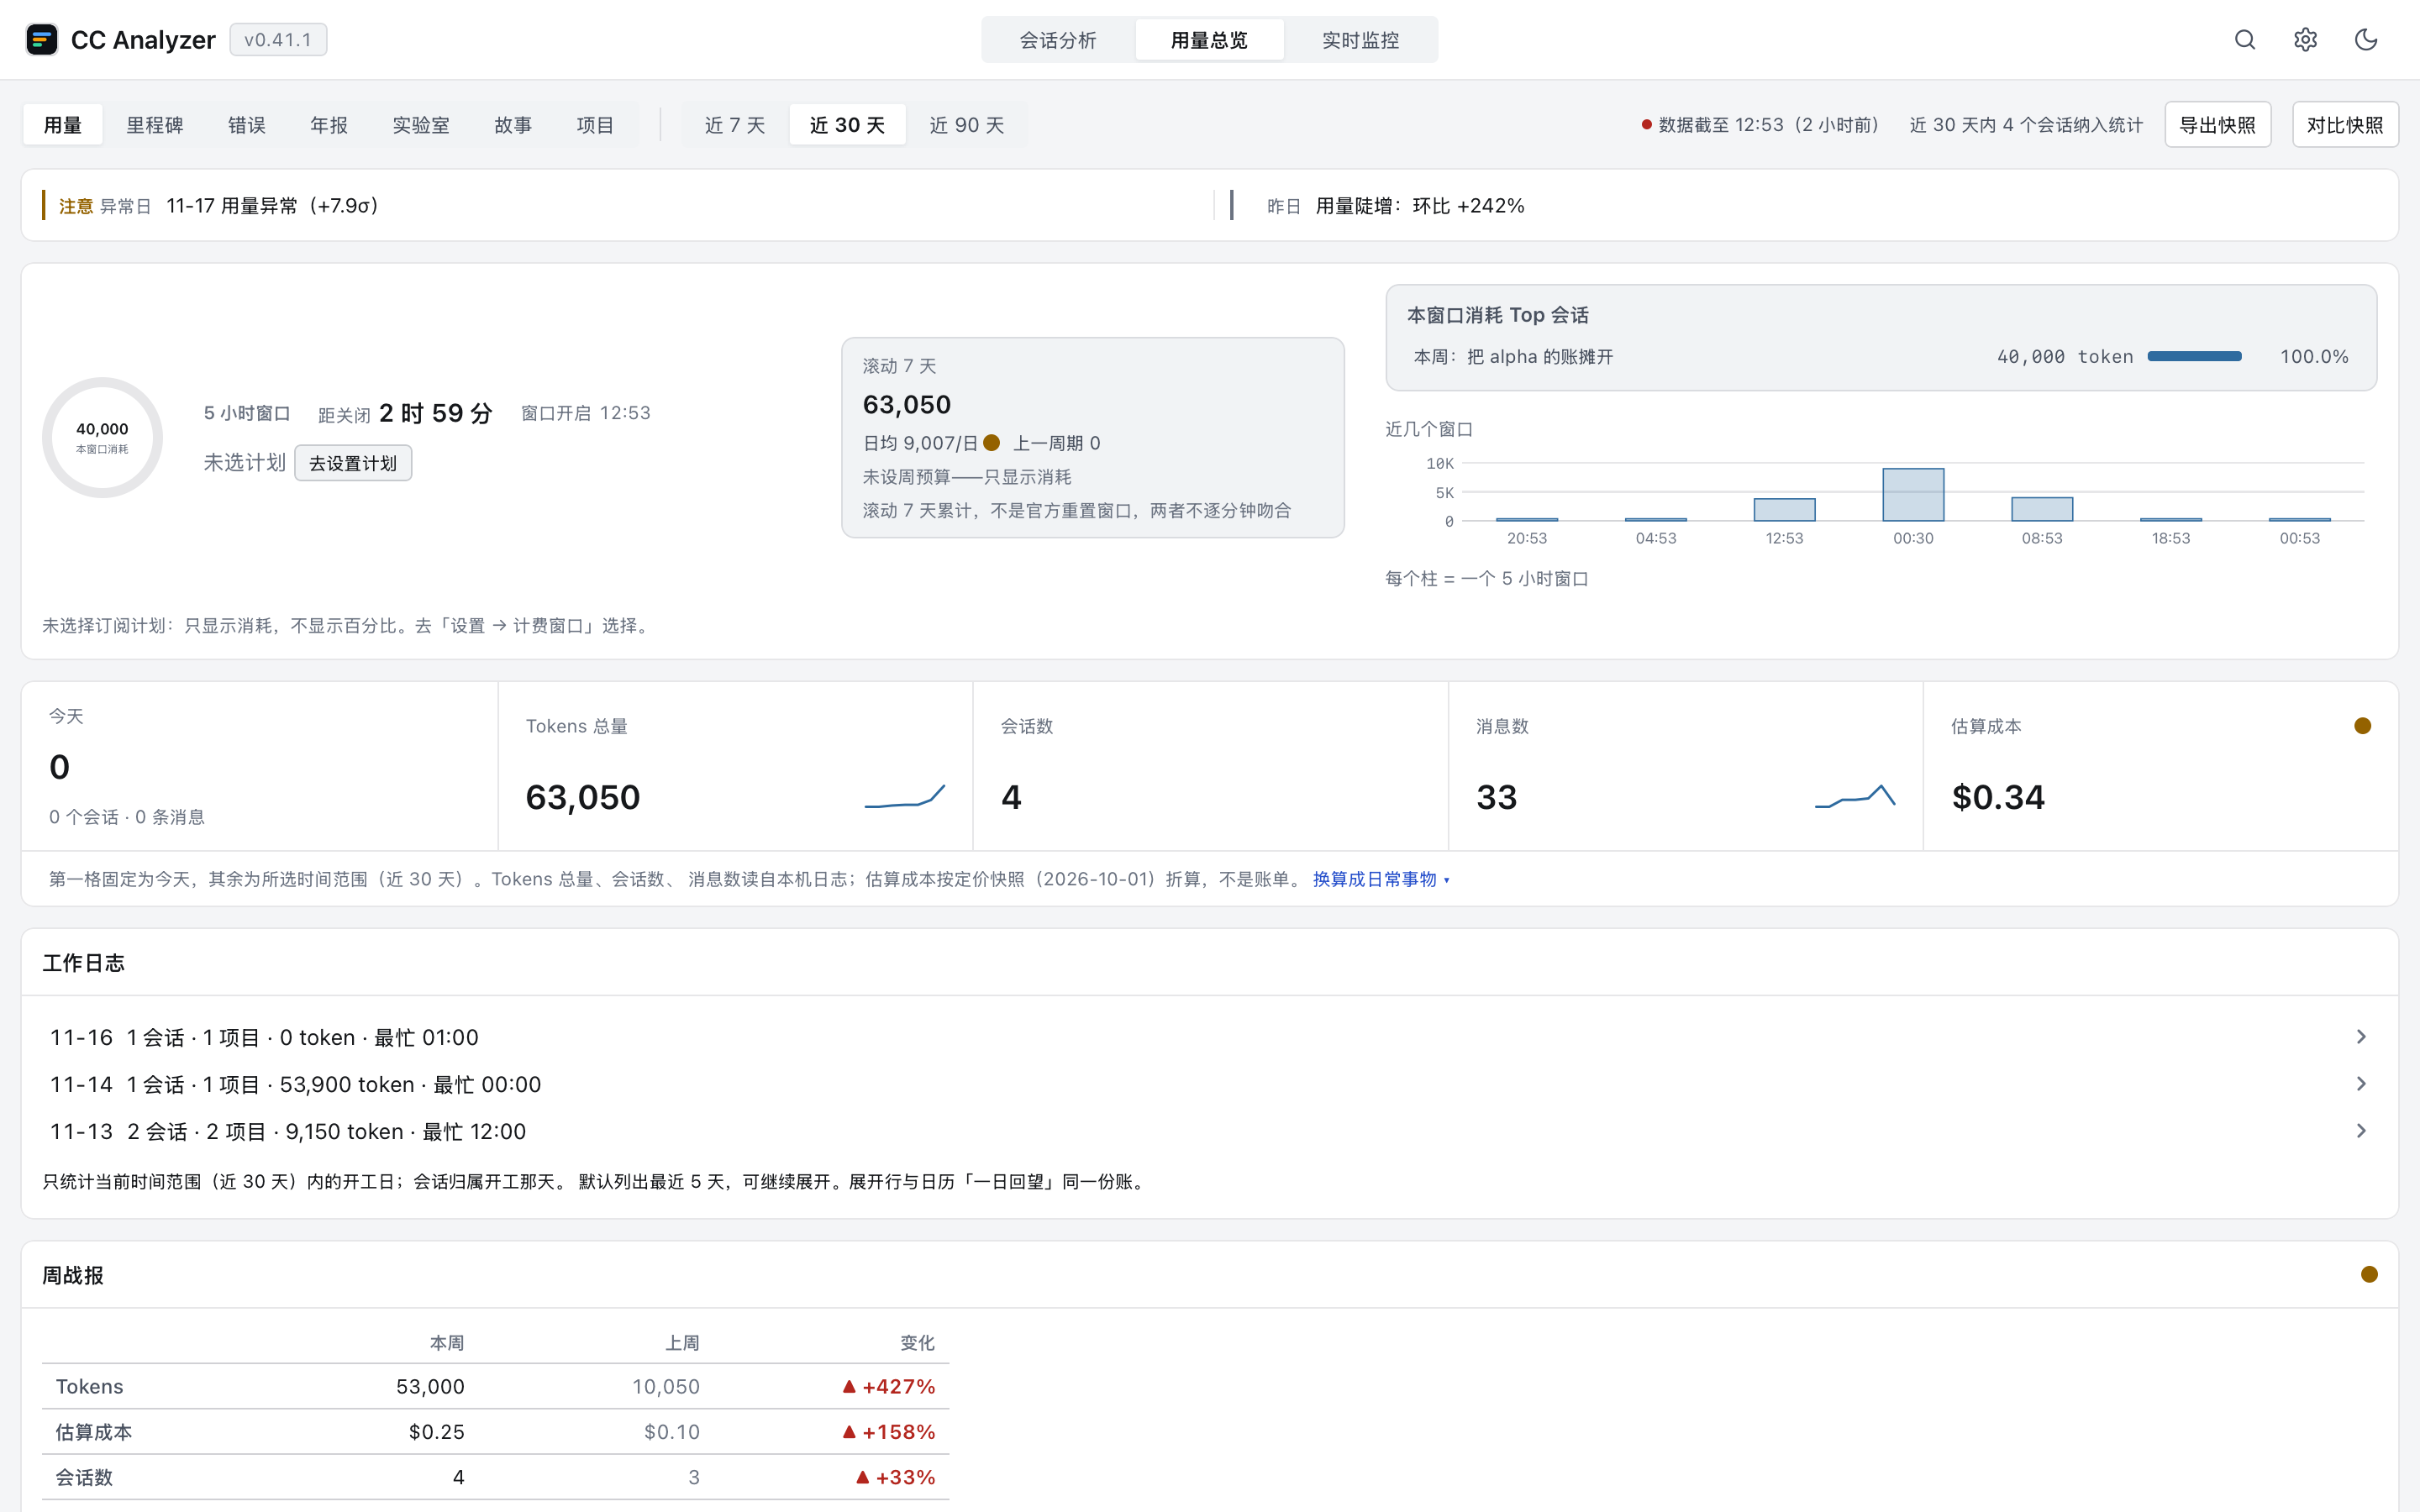 CC Analyzer v0.41.1 会话分析 用量总览 实时监控
用量 里程碑 错误 年报 实验室 故事 项目 近 7 天 近 30 天 近 90 天 数据截至 12:53（2 小时前） 近 30 天内 4 个会话纳入统计 导出快照 对比快照
注意 异常日 11-17 用量异常（+7.9σ） 昨日 用量陡增：环比 +242%
40,000
本窗口消耗
5 小时窗口 距关闭 2 时 59 分 窗口开启 12:53
未选计划 去设置计划
滚动 7 天
63,050
日均 9,007/日 上一周期 0
未设周预算——只显示消耗
滚动 7 天累计，不是官方重置窗口，两者不逐分钟吻合
本窗口消耗 Top 会话
本周：把 alpha 的账摊开 40,000 token 100.0%
近几个窗口
10K
5K
0
20:53 04:53 12:53 00:30 08:53 18:53 00:53
每个柱 = 一个 5 小时窗口
未选择订阅计划：只显示消耗，不显示百分比。去「设置 → 计费窗口」选择。
今天
0
0 个会话 · 0 条消息
Tokens 总量
63,050
会话数
4
消息数
33
估算成本
$0.34
第一格固定为今天，其余为所选时间范围（近 30 天）。Tokens 总量、会话数、 消息数读自本机日志；估算成本按定价快照（2026-10-01）折算，不是账单。 换算成日常事物 ▾
工作日志
11-16 1 会话 · 1 项目 · 0 token · 最忙 01:00
11-14 1 会话 · 1 项目 · 53,900 token · 最忙 00:00
11-13 2 会话 · 2 项目 · 9,150 token · 最忙 12:00
只统计当前时间范围（近 30 天）内的开工日；会话归属开工那天。 默认列出最近 5 天，可继续展开。展开行与日历「一日回望」同一份账。
周战报
本周 上周 变化
Tokens 53,000 10,050 ▲ +427%
估算成本 $0.25 $0.10 ▲ +158%
会话数 4 3 ▲ +33%